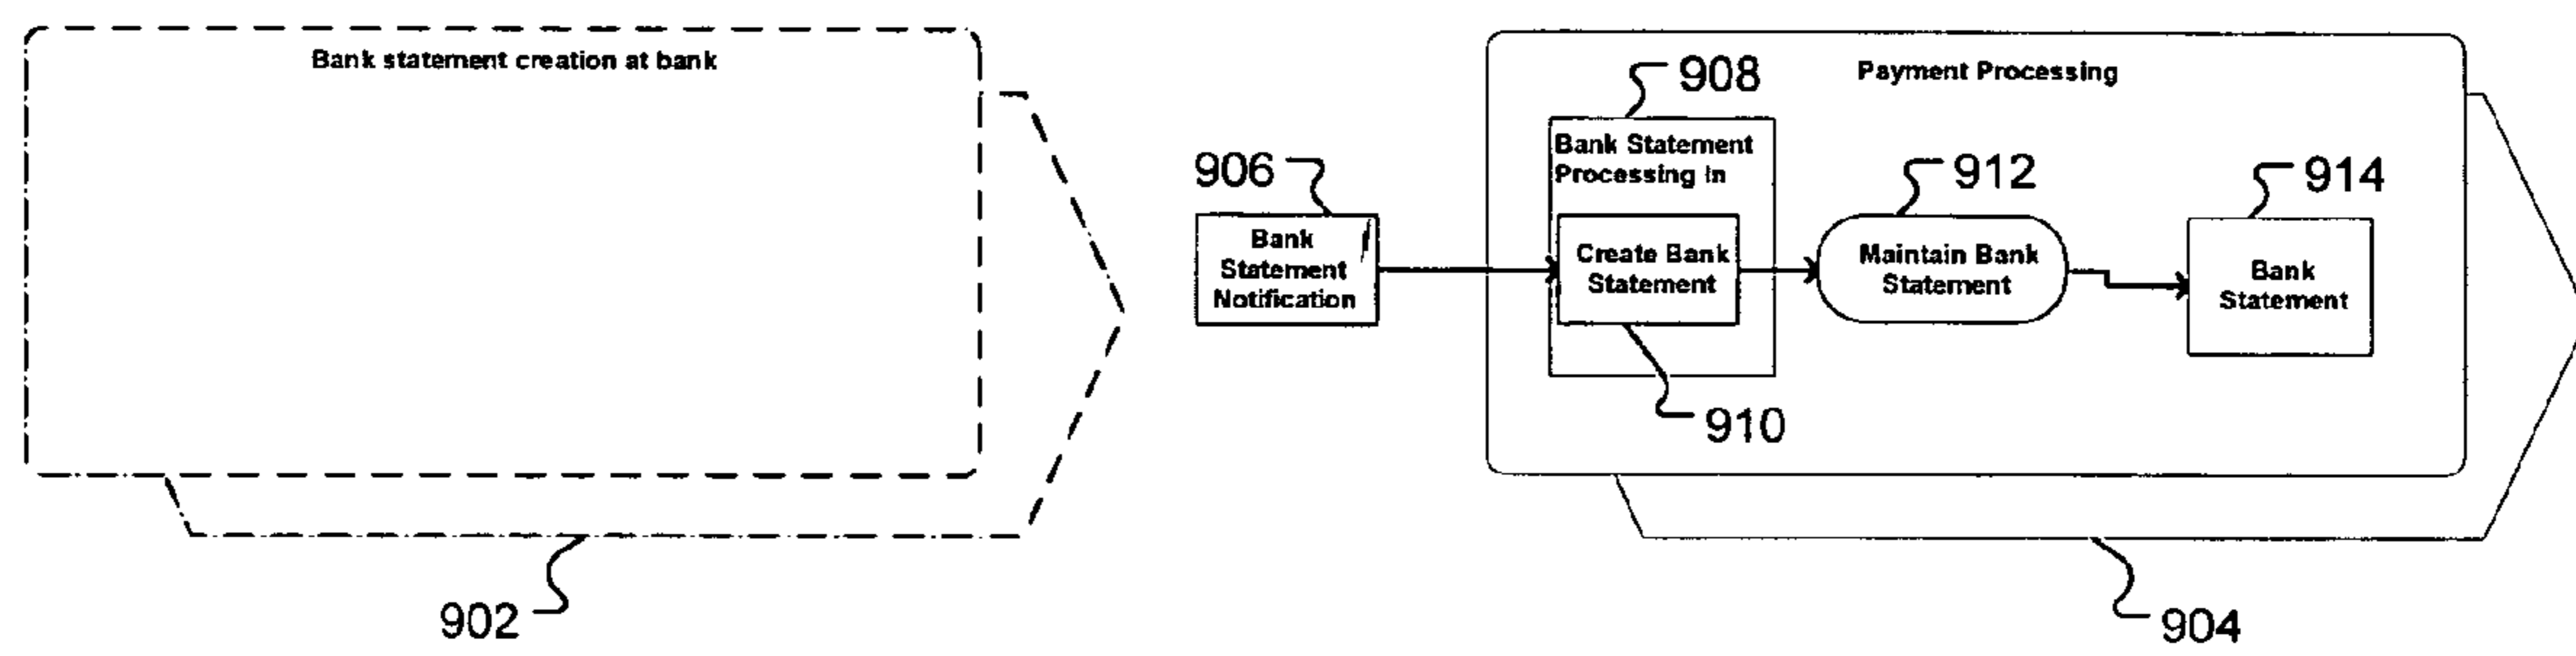 Bank statement creation at bank
902
906
Bank
Statement
Notification
Payment Processing
908
Bank Statement
Processing In
Create Bank
Statement
910
912
Maintain Bank
Statement
914
Bank
Statement
904